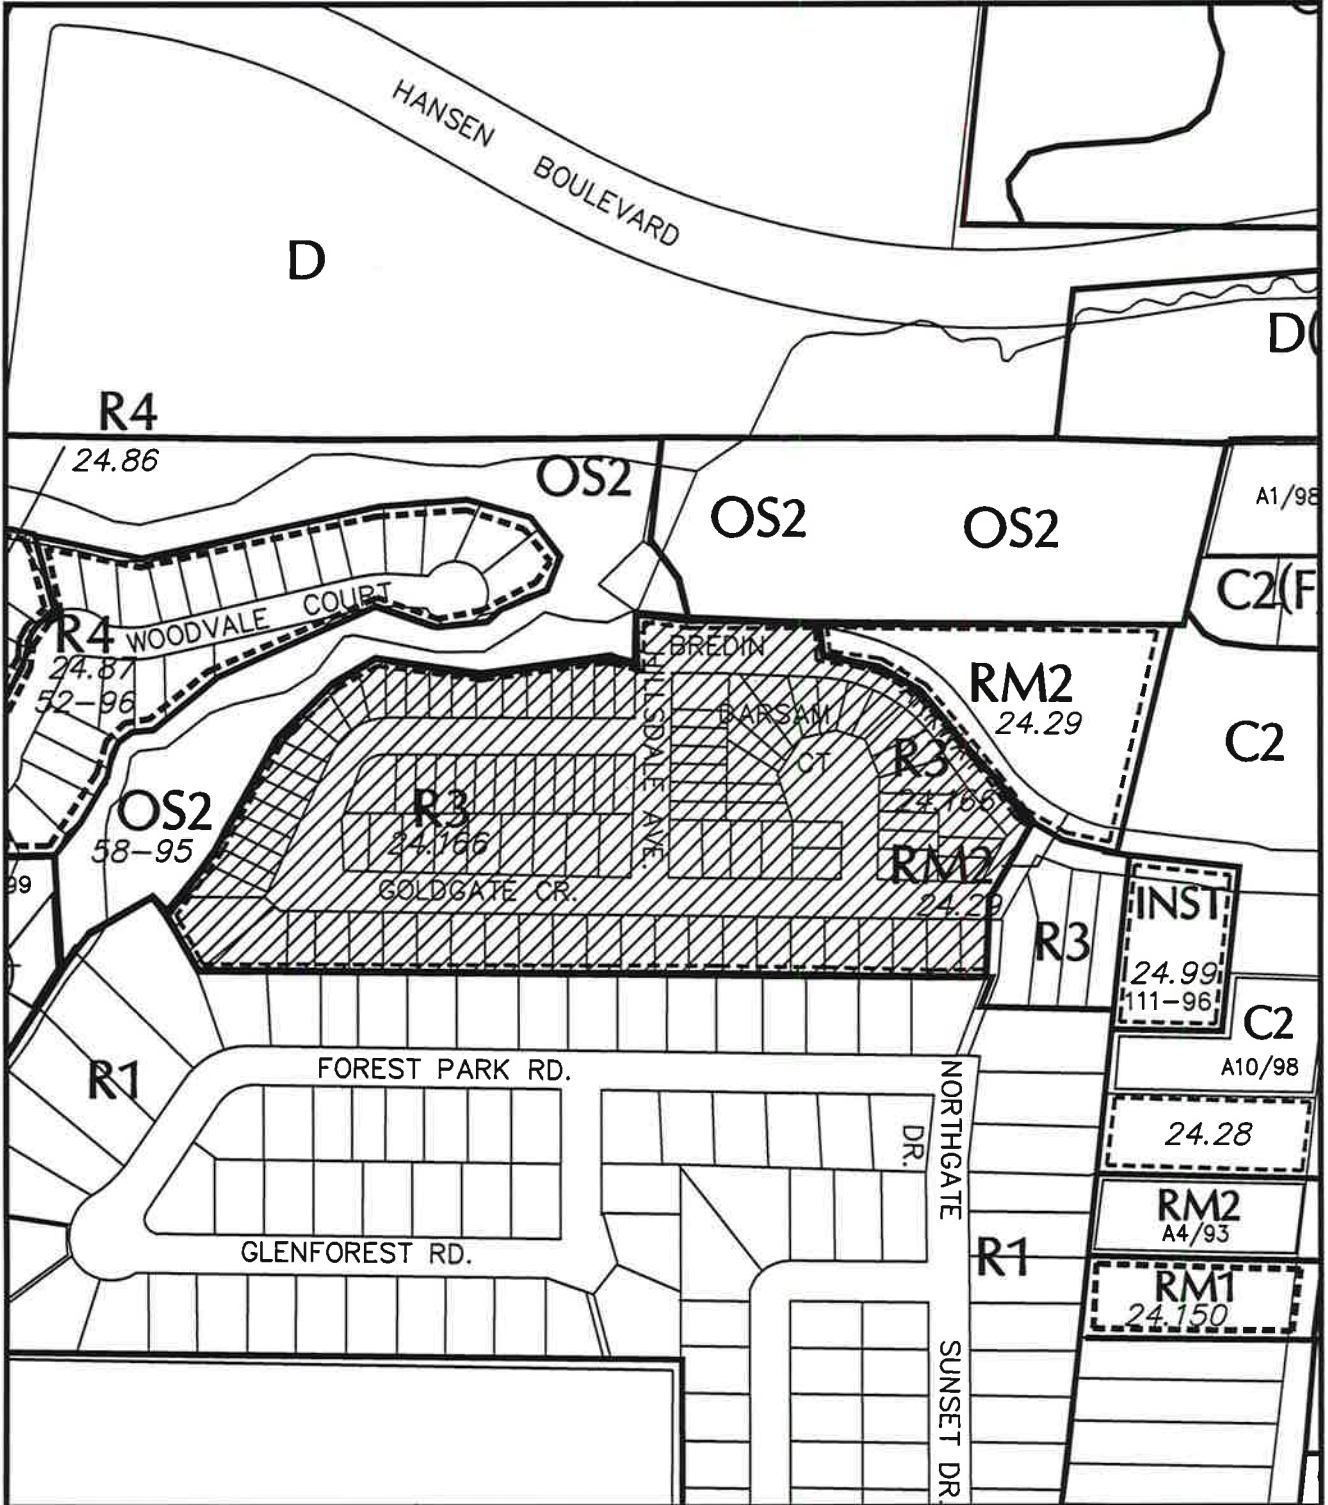 HANSEN BOULEVARD
D
D(
R4
24.86
OS2
OS2
OS2
A1/98
C2(F
WOODVALE COURT
R4
24.87
52-96
BREDIN
HILLSDALE AVE.
BARSAM
CT
RM2
24.29
C2
R3
24.166
R3
24.166
OS2
58-95
RM2
24.29
GOLDGATE CR.
99
INST
24.99
111-96
R3
C2
A10/98
R1
FOREST PARK RD.
NORTHGATE
DR.
24.28
RM2
A4/93
GLENFOREST RD.
R1
RM1
24.150
SUNSET DR.